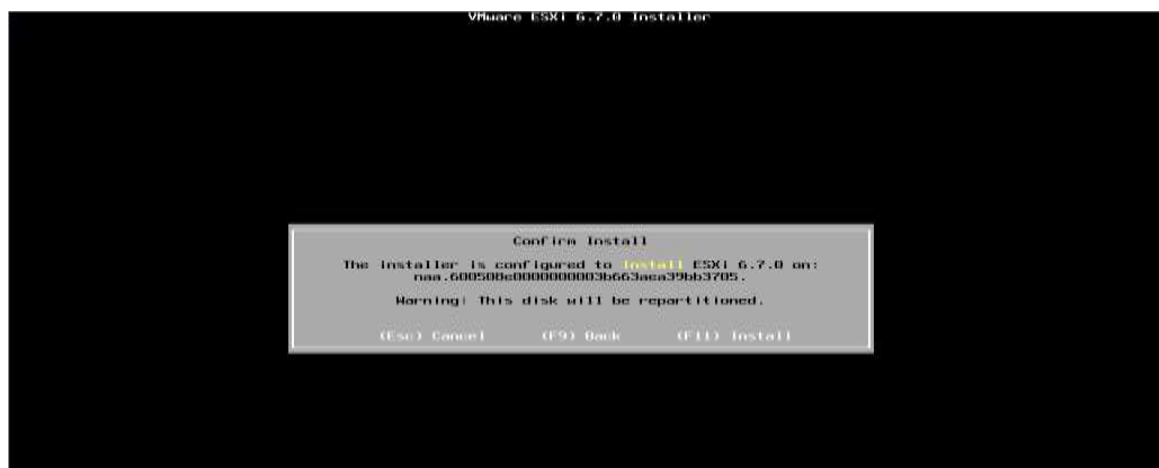 VMware ESXi 6.7.0 Installer
Confirm Install
The installer is configured to install ESXi 6.7.0 on:
naa.600508e0000000003b663aea39bb3705.
Warning: This disk will be repartitioned.
(Esc) Cancel (F9) Back (F11) Install